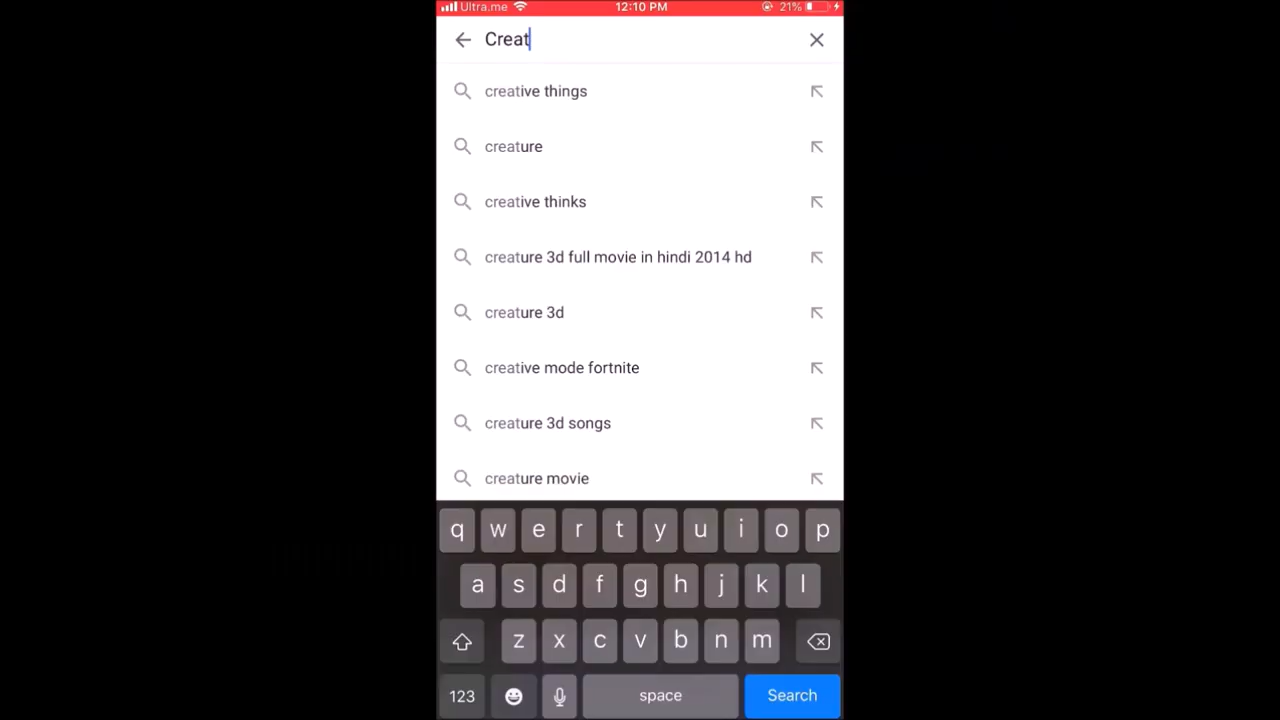 Ultra.me 12:10 PM 21%
Creat
creative things
creature
creative thinks
creature 3d full movie in hindi 2014 hd
creature 3d
creative mode fortnite
creature 3d songs
creature movie
q w e r t y u i o p
a s d f g h j k l
z x c v b n m
123 space Search